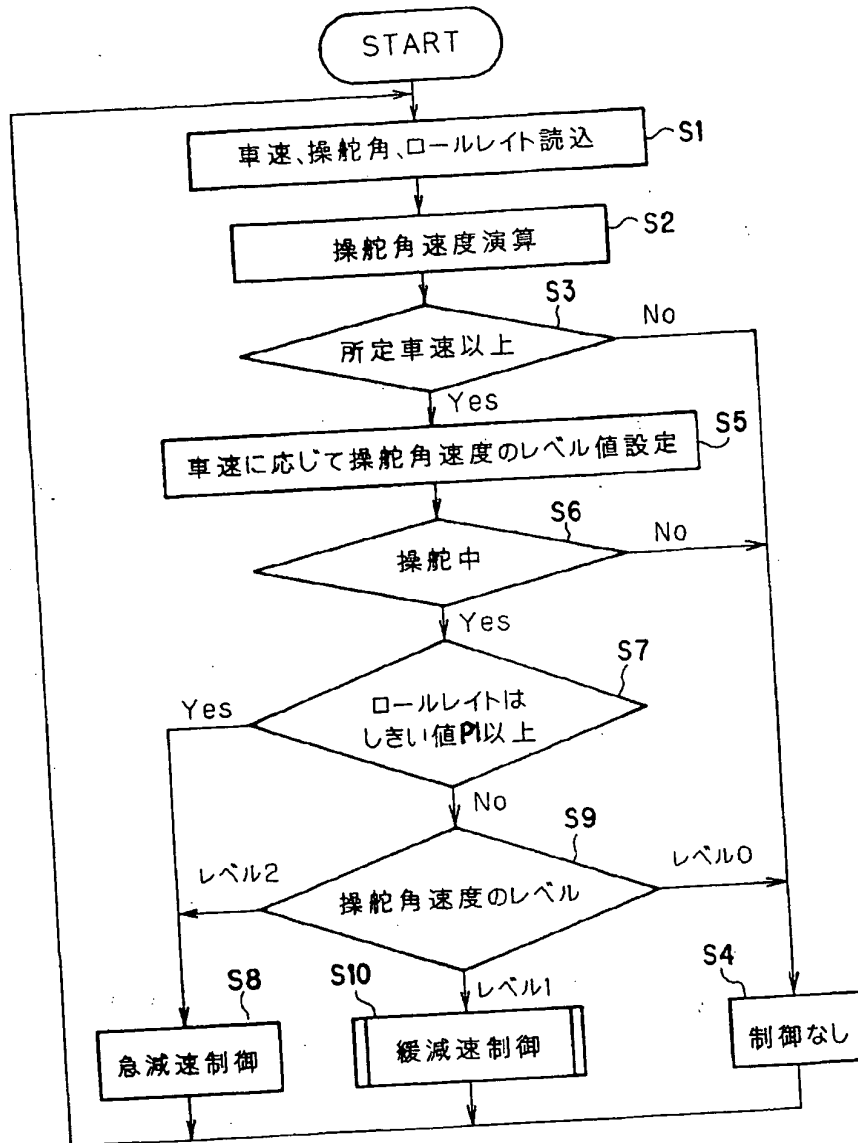 START
車速、操舵角、ロールレイト読込
S1
操舵角速度演算
S2
所定車速以上
S3
No
Yes
車速に応じて操舵角速度のレベル値設定
S5
操舵中
S6
No
Yes
ロールレイトは
しきい値P1以上
S7
Yes
No
操舵角速度のレベル
S9
レベル2
レベル0
レベル1
急減速制御
S8
緩減速制御
S10
制御なし
S4